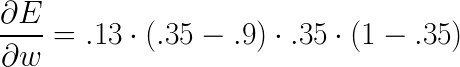 ∂E/∂w = .13 · (.35 − .9) · .35 · (1 − .35)